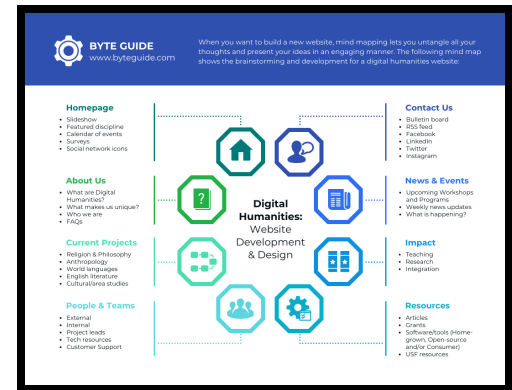 BYTE GUIDE
www.byteguide.com
When you want to build a new website, mind mapping lets you untangle all your
thoughts and present your ideas in an engaging manner. The following mind map
shows the brainstorming and development for a digital humanities website:
Homepage
• Slideshow
• Featured discipline
• Calendar of events
• Surveys
• Social network icons
About Us
• What are Digital
Humanities?
• What makes us unique?
• Who we are
• FAQs
Current Projects
• Religion & Philosophy
• Anthropology
• World languages
• English literature
• Cultural/area studies
People & Teams
• External
• Internal
• Project leads
• Tech resources
• Customer Support
?
Digital
Humanities:
Website
Development
& Design
Contact Us
• Bulletin board
• RSS feed
• Facebook
• LinkedIn
• Twitter
• Instagram
News & Events
• Upcoming Workshops
and Programs
• Weekly news updates
• What is happening?
Impact
• Teaching
• Research
• Integration
Resources
• Articles
• Grants
• Software/tools (Home-
grown, Open-source
and/or Consumer)
• USF resources